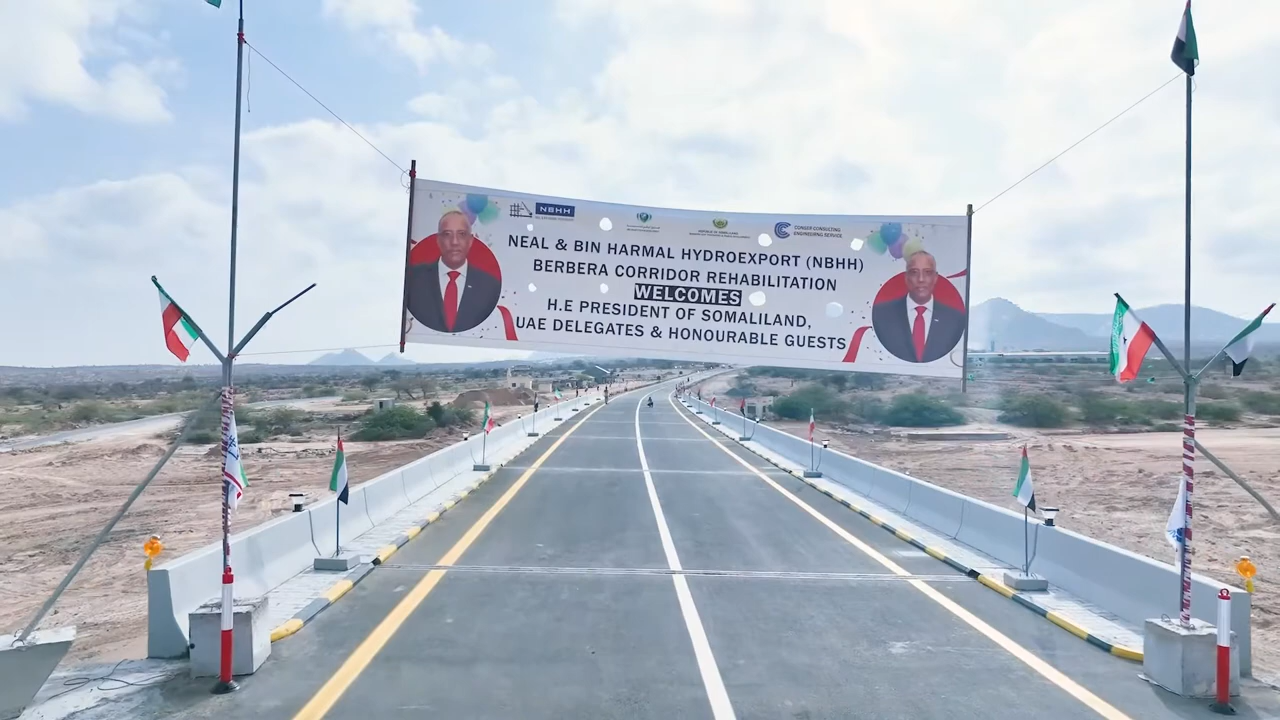 NBHH
CONSER CONSULTING
ENGINEERING SERVICE
NEAL & BIN HARMAL HYDROEXPORT (NBHH)
BERBERA CORRIDOR REHABILITATION
WELCOMES
H.E PRESIDENT OF SOMALILAND,
UAE DELEGATES & HONOURABLE GUESTS